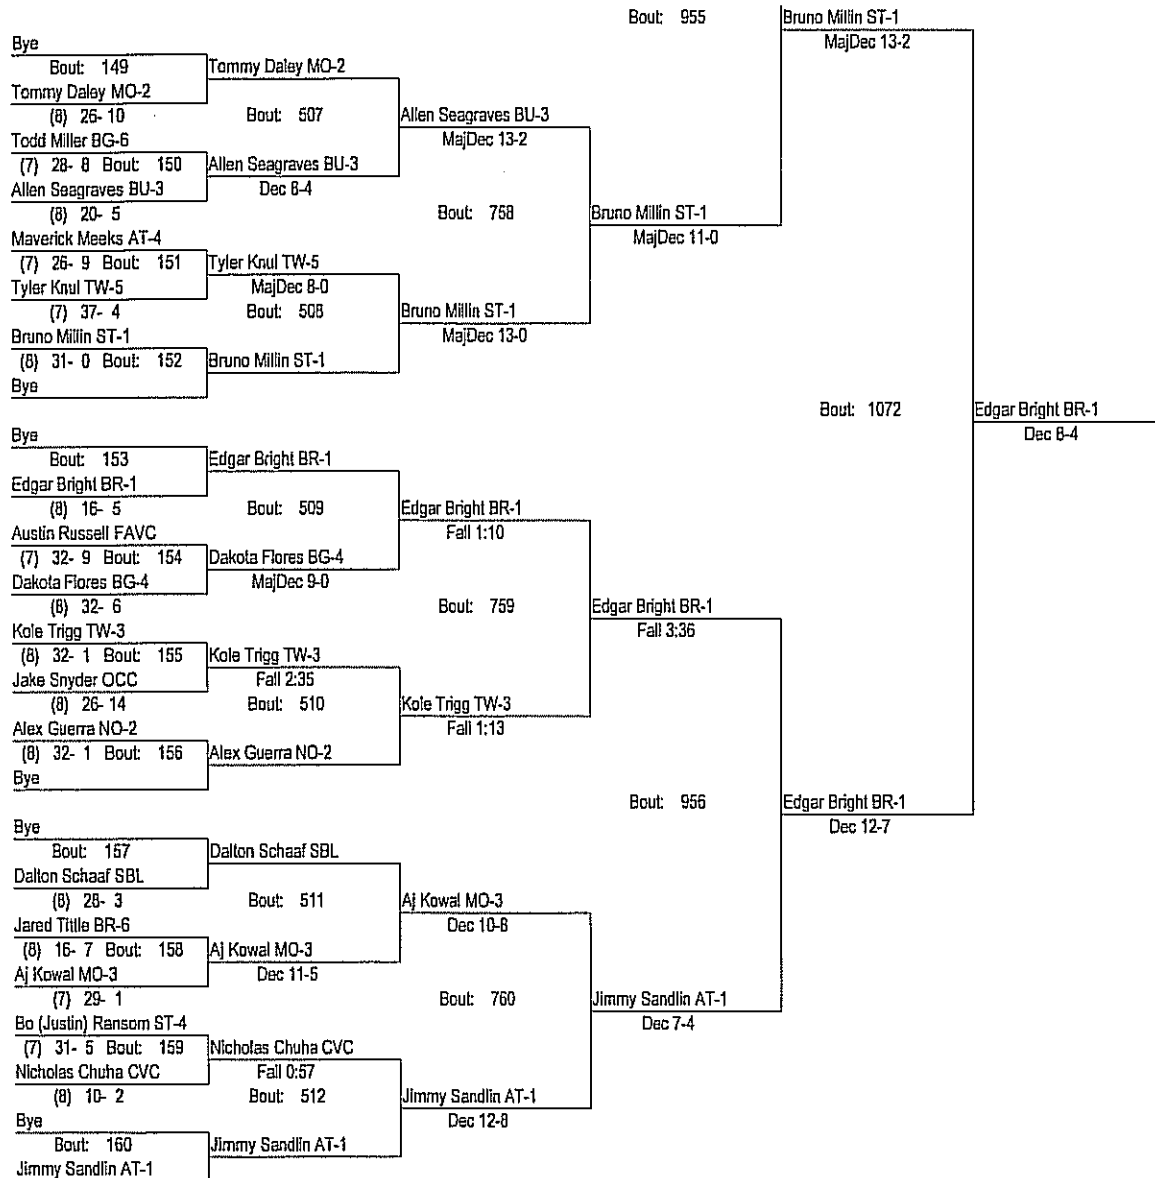 Bout: 955
Bruno Millin ST-1
MajDec 13-2
Bye
Bout: 149
Tommy Daley MO-2
Tommy Daley MO-2
(8) 26- 10
Bout: 507
Allen Seagraves BU-3
MajDec 13-2
Todd Miller BG-6
(7) 28- 8 Bout: 150
Allen Seagraves BU-3
Allen Seagraves BU-3
Dec 8-4
(8) 20- 5
Bout: 758
Bruno Millin ST-1
MajDec 11-0
Maverick Meeks AT-4
(7) 26- 9 Bout: 151
Tyler Knul TW-5
Tyler Knul TW-5
MajDec 8-0
(7) 37- 4
Bout: 508
Bruno Millin ST-1
MajDec 13-0
Bruno Millin ST-1
(8) 31- 0 Bout: 152
Bruno Millin ST-1
Bye
Bout: 1072
Edgar Bright BR-1
Dec 8-4
Bye
Bout: 153
Edgar Bright BR-1
Edgar Bright BR-1
(8) 16- 5
Bout: 509
Edgar Bright BR-1
Fall 1:10
Austin Russell FAVC
(7) 32- 9 Bout: 154
Dakota Flores BG-4
Dakota Flores BG-4
MajDec 9-0
(8) 32- 6
Bout: 759
Edgar Bright BR-1
Fall 3:36
Kole Trigg TW-3
(8) 32- 1 Bout: 155
Kole Trigg TW-3
Jake Snyder OCC
Fall 2:35
(8) 26- 14
Bout: 510
Kole Trigg TW-3
Fall 1:13
Alex Guerra NO-2
(8) 32- 1 Bout: 156
Alex Guerra NO-2
Bye
Bout: 956
Edgar Bright BR-1
Dec 12-7
Bye
Bout: 157
Dalton Schaaf SBL
Dalton Schaaf SBL
(8) 28- 3
Bout: 511
Aj Kowal MO-3
Dec 10-8
Jared Tittle BR-6
(8) 16- 7 Bout: 158
Aj Kowal MO-3
Aj Kowal MO-3
Dec 11-5
(7) 29- 1
Bout: 760
Jimmy Sandlin AT-1
Dec 7-4
Bo (Justin) Ransom ST-4
(7) 31- 5 Bout: 159
Nicholas Chuha CVC
Nicholas Chuha CVC
Fall 0:57
(8) 10- 2
Bout: 512
Jimmy Sandlin AT-1
Dec 12-8
Bye
Bout: 160
Jimmy Sandlin AT-1
Jimmy Sandlin AT-1